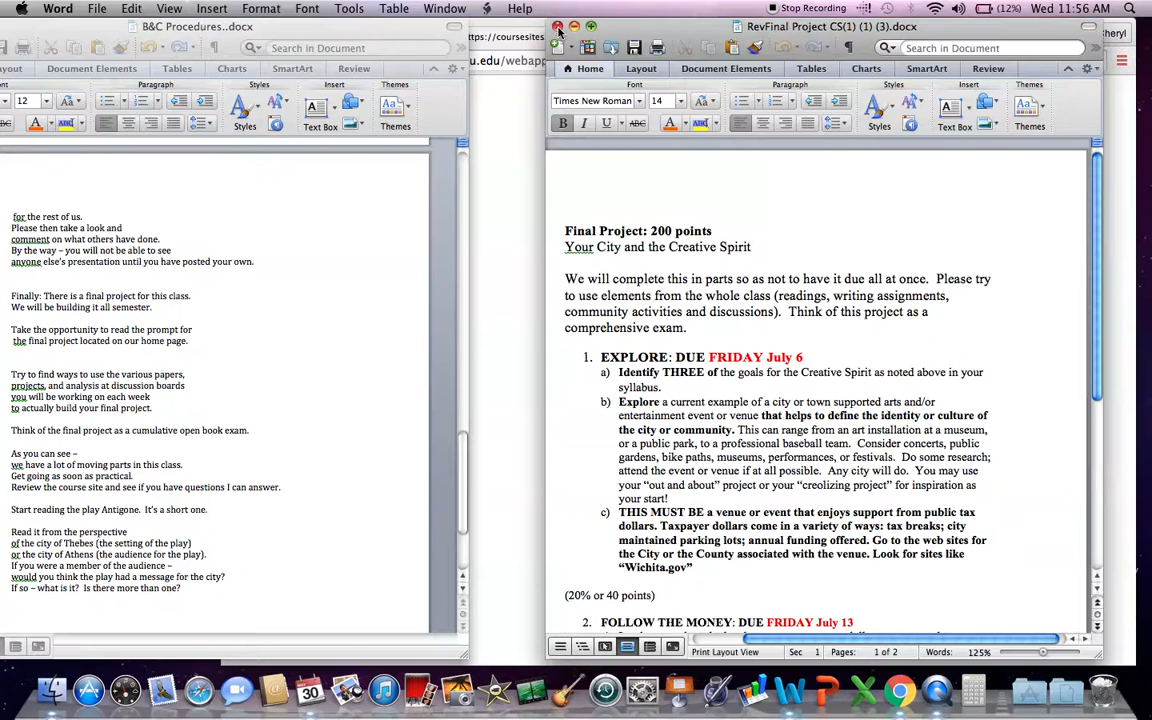 Word File Edit View Insert Format Font Tools Table Window Help
Stop Recording (12%) Wed 11:56 AM
B&C Procedures..docx
Search in Document
ayout Document Elements Tables Charts SmartArt Review
Paragraph Styles Insert Themes
12 Aa
ABC A ABC Styles Text Box Themes
for the rest of us.
Please then take a look and
comment on what others have done.
By the way – you will not be able to see
anyone else's presentation until you have posted your own.
Finally: There is a final project for this class.
We will be building it all semester.
Take the opportunity to read the prompt for
the final project located on our home page.
Try to find ways to use the various papers,
projects, and analysis at discussion boards
you will be working on each week
to actually build your final project.
Think of the final project as a cumulative open book exam.
As you can see –
we have a lot of moving parts in this class.
Get going as soon as practical.
Review the course site and see if you have questions I can answer.
Start reading the play Antigone. It's a short one.
Read it from the perspective
of the city of Thebes (the setting of the play)
or the city of Athens (the audience for the play).
If you were a member of the audience –
would you think the play had a message for the city?
If so – what is it? Is there more than one?
ttps://coursesites
u.edu/webapp
heryl
RevFinal Project CS(1) (1) (3).docx
Search in Document
Home Layout Document Elements Tables Charts SmartArt Review
Font Paragraph Styles Insert Themes
Times New Roman 14 Aa
B I U ABC A ABC Styles Text Box Themes
Final Project: 200 points
Your City and the Creative Spirit
We will complete this in parts so as not to have it due all at once. Please try
to use elements from the whole class (readings, writing assignments,
community activities and discussions). Think of this project as a
comprehensive exam.
1. EXPLORE: DUE FRIDAY July 6
a) Identify THREE of the goals for the Creative Spirit as noted above in your
syllabus.
b) Explore a current example of a city or town supported arts and/or
entertainment event or venue that helps to define the identity or culture of
the city or community. This can range from an art installation at a museum,
or a public park, to a professional baseball team. Consider concerts, public
gardens, bike paths, museums, performances, or festivals. Do some research;
attend the event or venue if at all possible. Any city will do. You may use
your "out and about" project or your "creolizing project" for inspiration as
your start!
c) THIS MUST BE a venue or event that enjoys support from public tax
dollars. Taxpayer dollars come in a variety of ways: tax breaks; city
maintained parking lots; annual funding offered. Go to the web sites for
the City or the County associated with the venue. Look for sites like
"Wichita.gov"
(20% or 40 points)
2. FOLLOW THE MONEY: DUE FRIDAY July 13
Print Layout View Sec 1 Pages: 1 of 2 Words: 125%
JUL 30